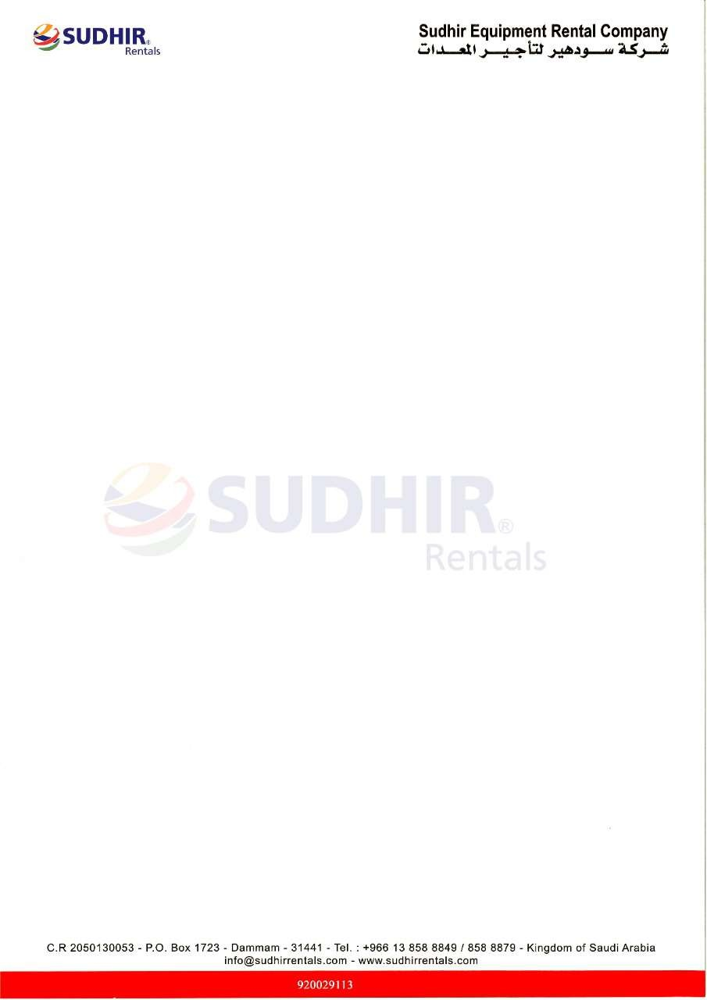 SUDHIR®
Rentals
Sudhir Equipment Rental Company
شركة سودهير لتأجير المعدات
SUDHIR®
Rentals
C.R 2050130053 - P.O. Box 1723 - Dammam - 31441 - Tel. : +966 13 858 8849 / 858 8879 - Kingdom of Saudi Arabia
info@sudhirrentals.com - www.sudhirrentals.com
920029113